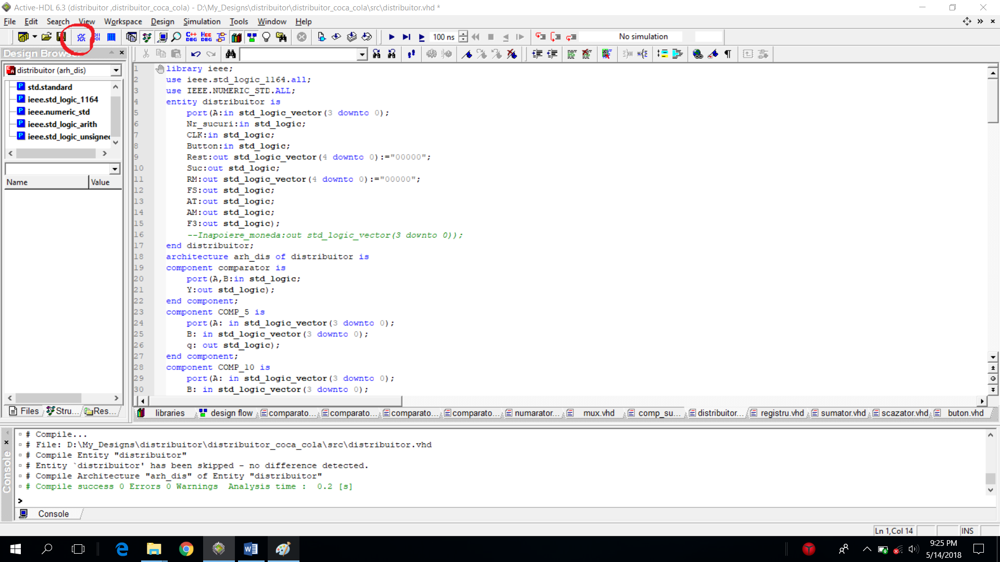 Active-HDL 6.3 (distribuitor ,distribuitor_coca_cola) - D:\My_Designs\distribuitor\distribuitor_coca_cola\src\distribuitor.vhd *
File Edit Search View Workspace Design Simulation Tools Window Help
C++ DBG HCC DBG 100 ns No simulation
Design Brows
distribuitor (arh_dis)
std.standard
ieee.std_logic_1164
ieee.numeric_std
ieee.std_logic_arith
ieee.std_logic_unsigned
Name Value
Files Stru... Res...
1 library ieee;
2 use ieee.std_logic_1164.all;
3 use IEEE.NUMERIC_STD.ALL;
4 entity distribuitor is
5 port(A:in std_logic_vector(3 downto 0);
6 Nr_sucuri:in std_logic;
7 CLK:in std_logic;
8 Button:in std_logic;
9 Rest:out std_logic_vector(4 downto 0):="00000";
10 Suc:out std_logic;
11 RM:out std_logic_vector(4 downto 0):="00000";
12 FS:out std_logic;
13 AT:out std_logic;
14 AM:out std_logic;
15 F3:out std_logic);
16 --Inapoiere_moneda:out std_logic_vector(3 downto 0));
17 end distribuitor;
18 architecture arh_dis of distribuitor is
19 component comparator is
20 port(A,B:in std_logic;
21 Y:out std_logic);
22 end component;
23 component COMP_5 is
24 port(A: in std_logic_vector(3 downto 0);
25 B: in std_logic_vector(3 downto 0);
26 q: out std_logic);
27 end component;
28 component COMP_10 is
29 port(A: in std_logic_vector(3 downto 0);
30 B: in std_logic_vector(3 downto 0);
libraries design flow comparato... comparato... comparato... comparato... numarator... mux.vhd comp_su... distribuitor... registru.vhd sumator.vhd scazator.vhd buton.vhd
Console
# Compile...
# File: D:\My_Designs\distribuitor\distribuitor_coca_cola\src\distribuitor.vhd
# Compile Entity "distribuitor"
# Entity `distribuitor' has been skipped - no difference detected.
# Compile Architecture "arh_dis" of Entity "distribuitor"
# Compile success 0 Errors 0 Warnings Analysis time : 0.2 [s]
>
Console
Ln 1,Col 14 INS
9:25 PM
5/14/2018